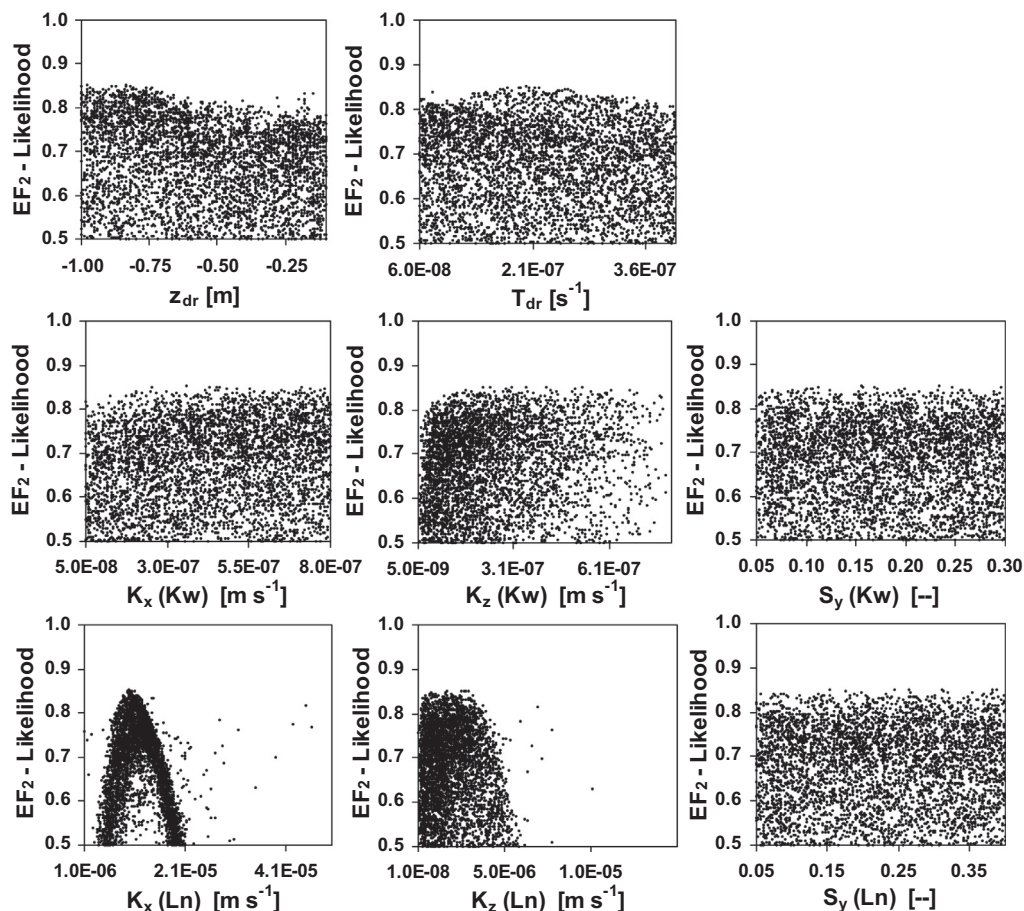 1.0
0.9
0.8
0.7
0.6
0.5
EF₂ - Likelihood
-1.00 -0.75 -0.50 -0.25
z_dr [m]
1.0
0.9
0.8
0.7
0.6
0.5
EF₂ - Likelihood
6.0E-08 2.1E-07 3.6E-07
T_dr [s⁻¹]
1.0
0.9
0.8
0.7
0.6
0.5
EF₂ - Likelihood
5.0E-08 3.0E-07 5.5E-07 8.0E-07
K_x (Kw) [m s⁻¹]
1.0
0.9
0.8
0.7
0.6
0.5
EF₂ - Likelihood
5.0E-09 3.1E-07 6.1E-07
K_z (Kw) [m s⁻¹]
1.0
0.9
0.8
0.7
0.6
0.5
EF₂ - Likelihood
0.05 0.10 0.15 0.20 0.25 0.30
S_y (Kw) [--]
1.0
0.9
0.8
0.7
0.6
0.5
EF₂ - Likelihood
1.0E-06 2.1E-05 4.1E-05
K_x (Ln) [m s⁻¹]
1.0
0.9
0.8
0.7
0.6
0.5
EF₂ - Likelihood
1.0E-08 5.0E-06 1.0E-05
K_z (Ln) [m s⁻¹]
1.0
0.9
0.8
0.7
0.6
0.5
EF₂ - Likelihood
0.05 0.15 0.25 0.35
S_y (Ln) [--]